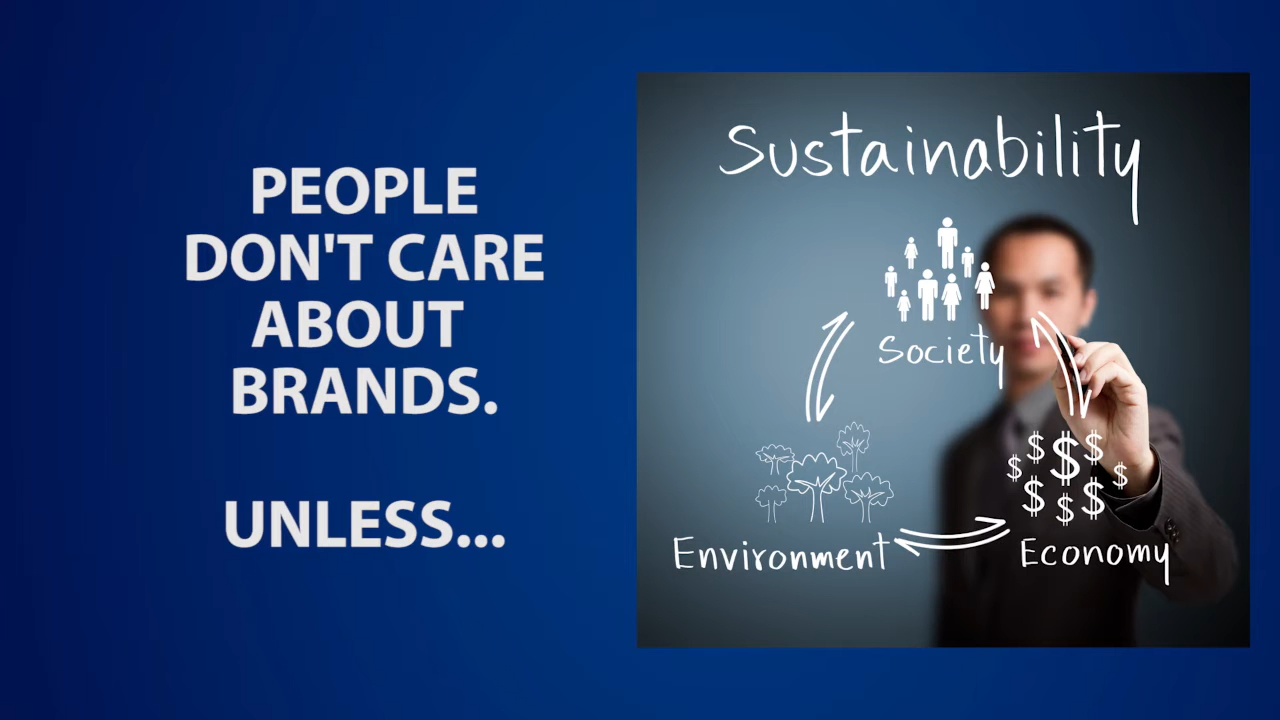 PEOPLE
DON'T CARE
ABOUT
BRANDS.
UNLESS...
Sustainability
Society
$ $ $ $ $ $ $ $
Environment
Economy